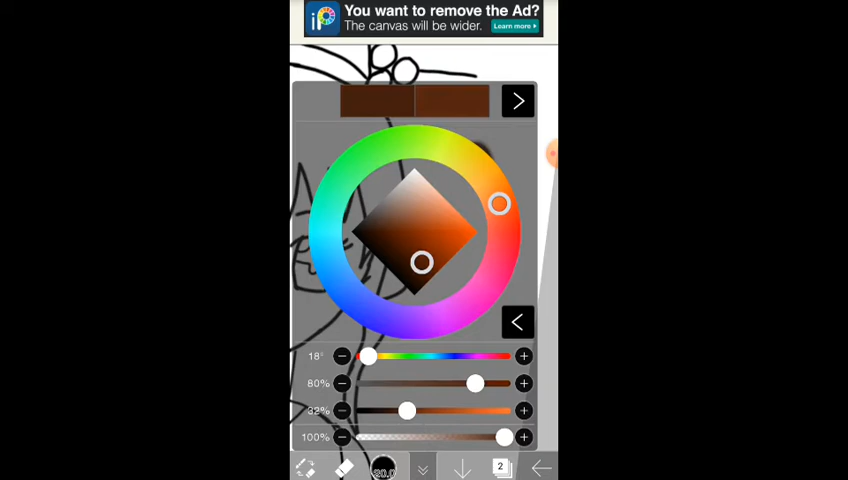 You want to remove the Ad?
The canvas will be wider.
Learn more
iP
18°
80%
32%
100%
20.0
2